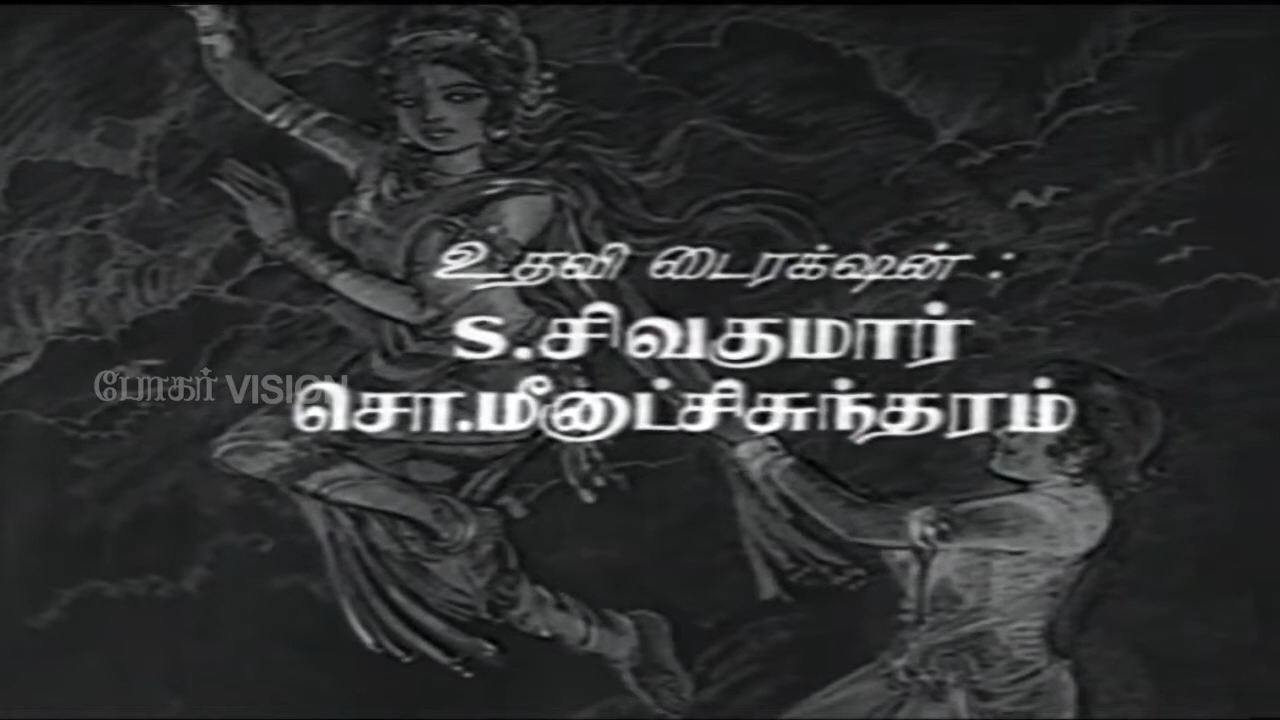 உதவி டைரக்ஷன் :
S.சிவகுமார்
போகர் VISION
சொ.மீனாட்சிசுந்தரம்